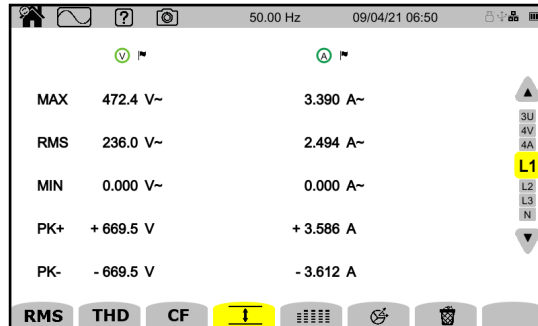 ? 50.00 Hz 09/04/21 06:50
V A
MAX 472.4 V~ 3.390 A~
RMS 236.0 V~ 2.494 A~
MIN 0.000 V~ 0.000 A~
PK+ + 669.5 V + 3.586 A
PK- - 669.5 V - 3.612 A
3U
4V
4A
L1
L2
L3
N
RMS THD CF